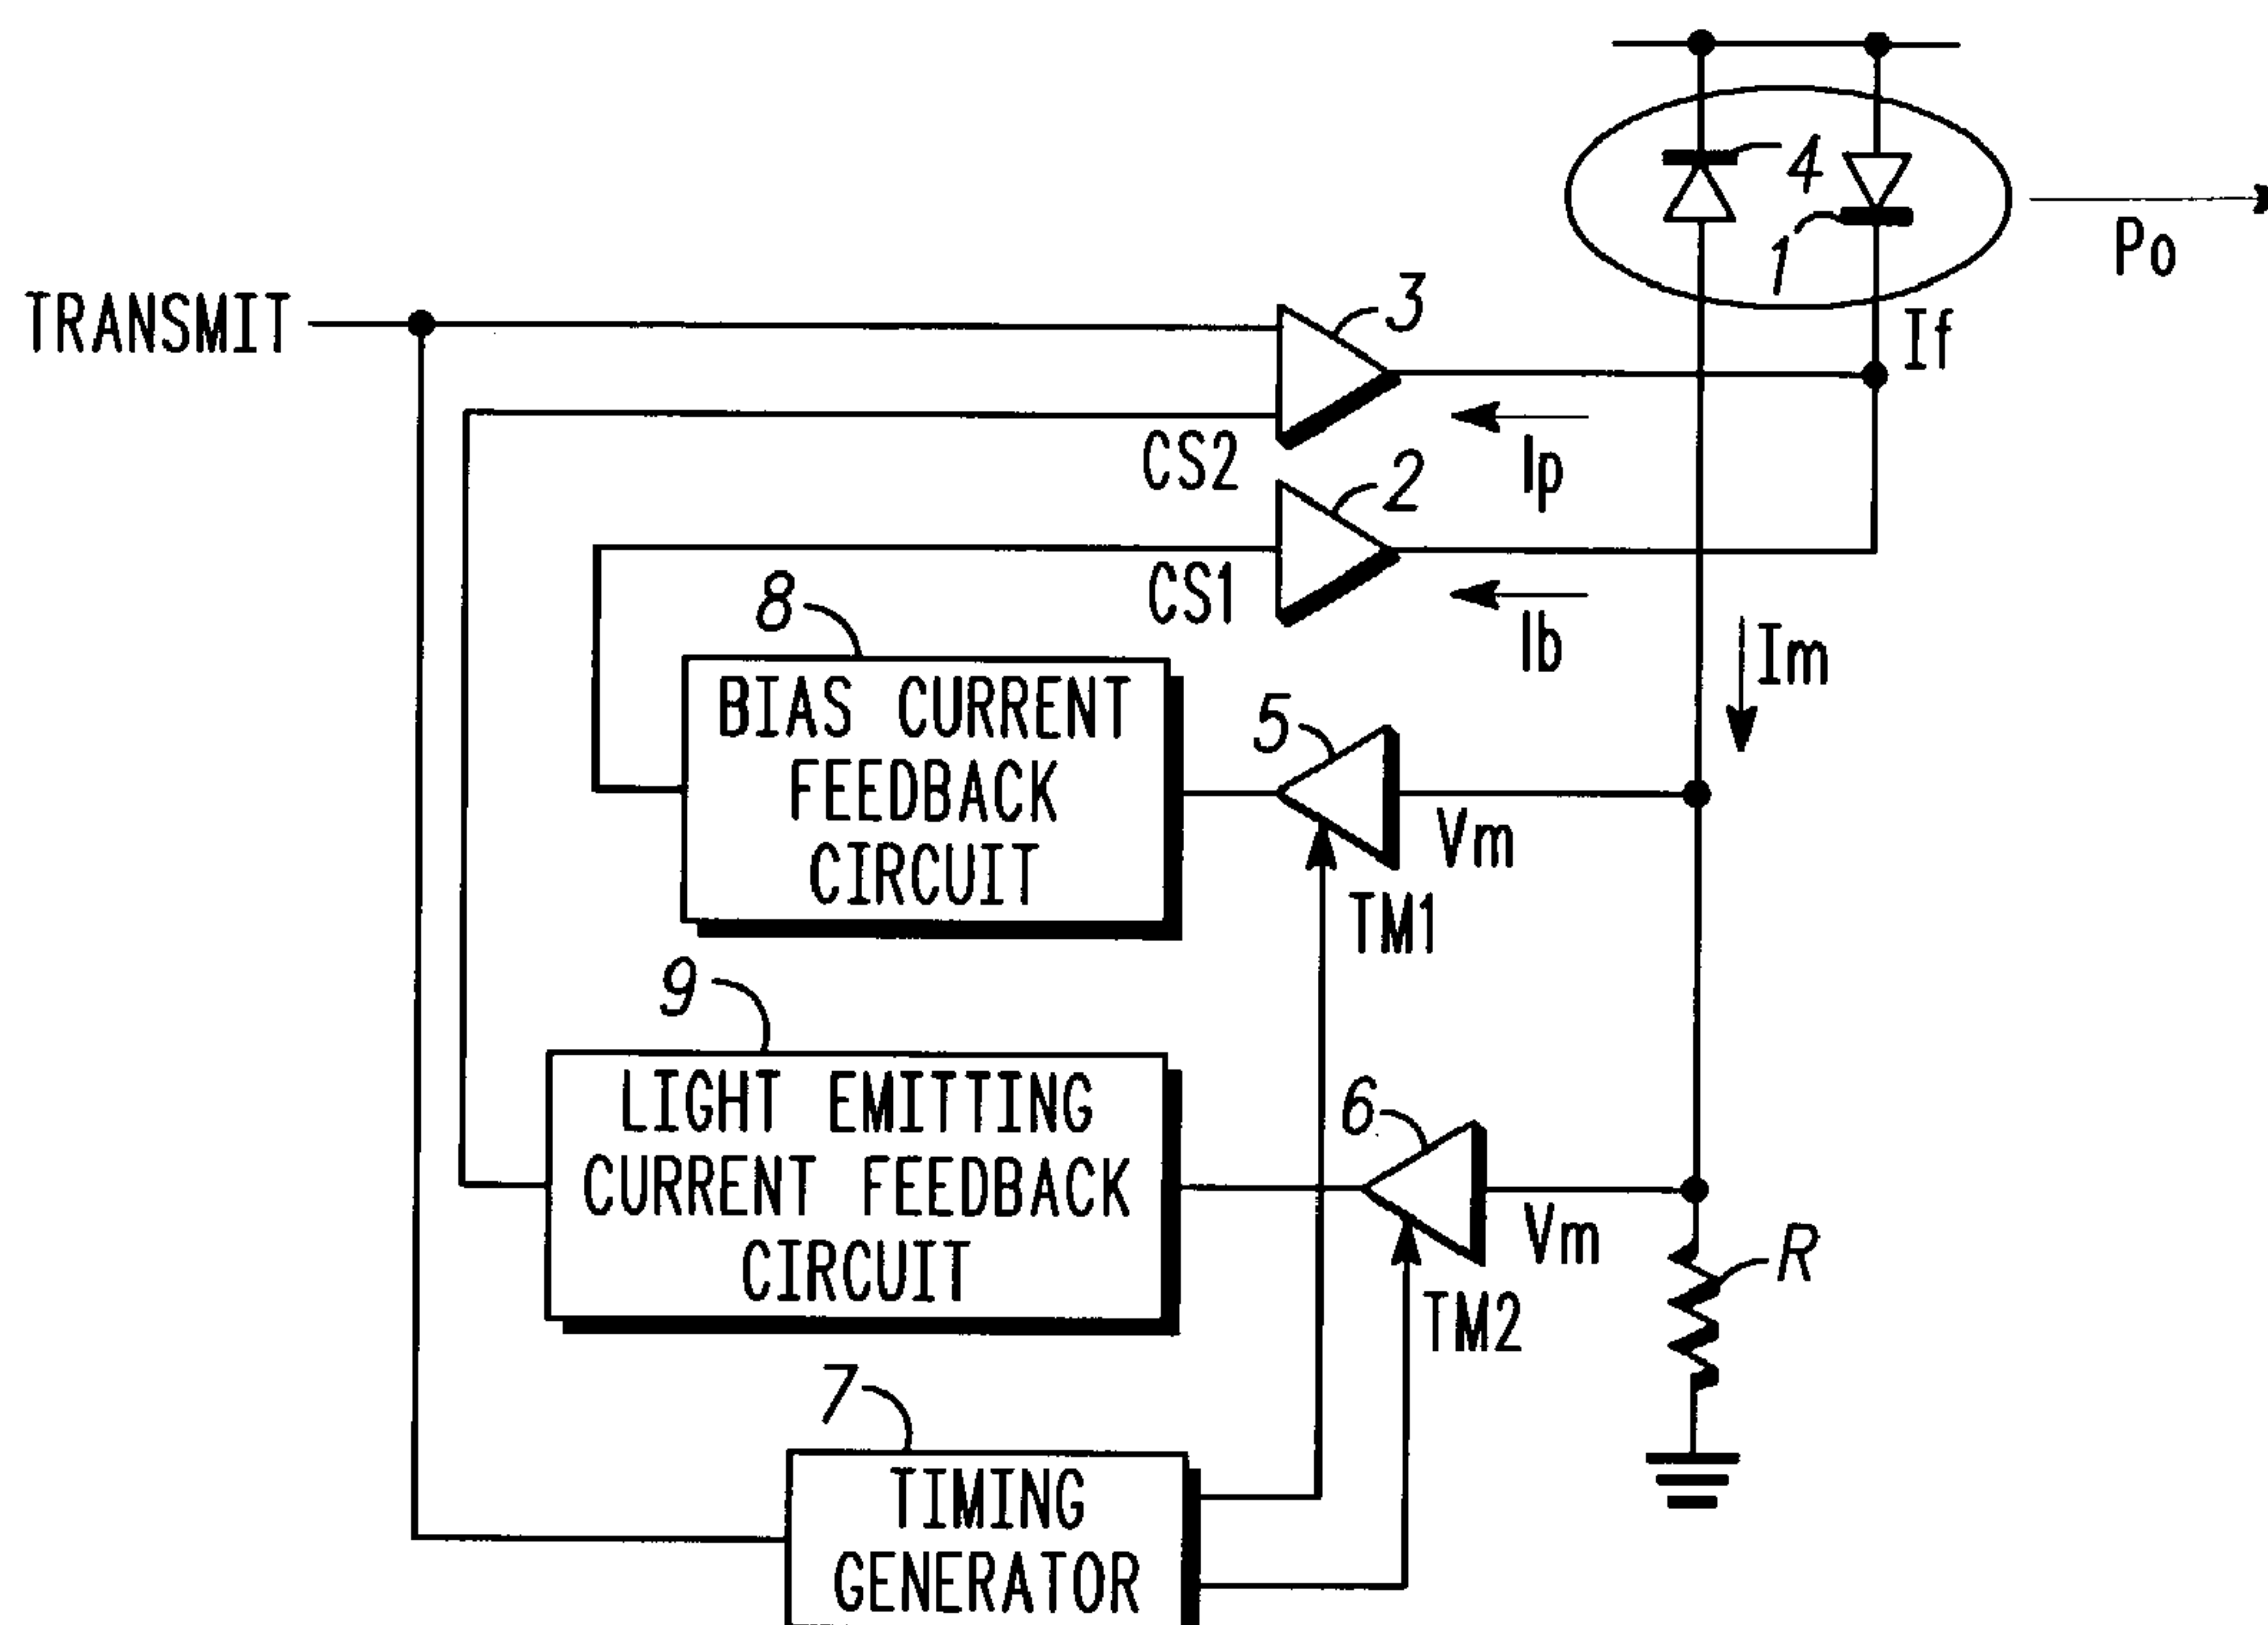 4
1
Po
TRANSMIT
3
If
CS2
Ip
2
CS1
Ib
8
Im
BIAS CURRENT
FEEDBACK
CIRCUIT
5
Vm
TM1
9
LIGHT EMITTING
CURRENT FEEDBACK
CIRCUIT
6
Vm
R
TM2
7
TIMING
GENERATOR